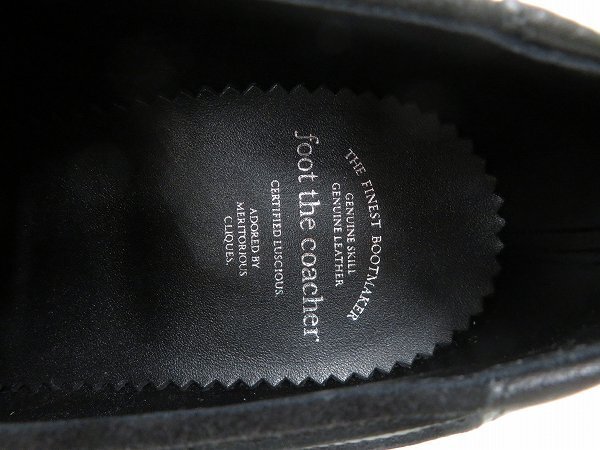 THE FINEST BOOTMAKER
GENUINE SKILL
GENUINE LEATHER
foot the coacher
CERTIFIED LUSCIOUS.
ADORED BY
MERITORIOUS
CLIQUES.